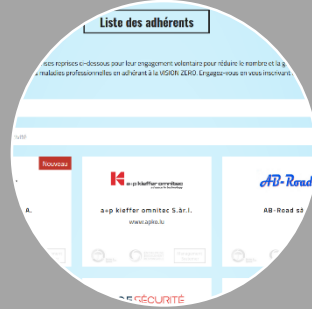 Liste des adhérents
ises reprises ci-dessous pour leur engagement volontaire pour réduire le nombre et la g
maladies professionnelles en adhérant à la VISION ZERO. Engagez-vous en vous inscrivant
Nouveau
a+p kieffer omnitec
AB-Road
A.
a+p kieffer omnitec S.àr.l.
AB-Road sà
www.apko.lu
SÉCURITÉ